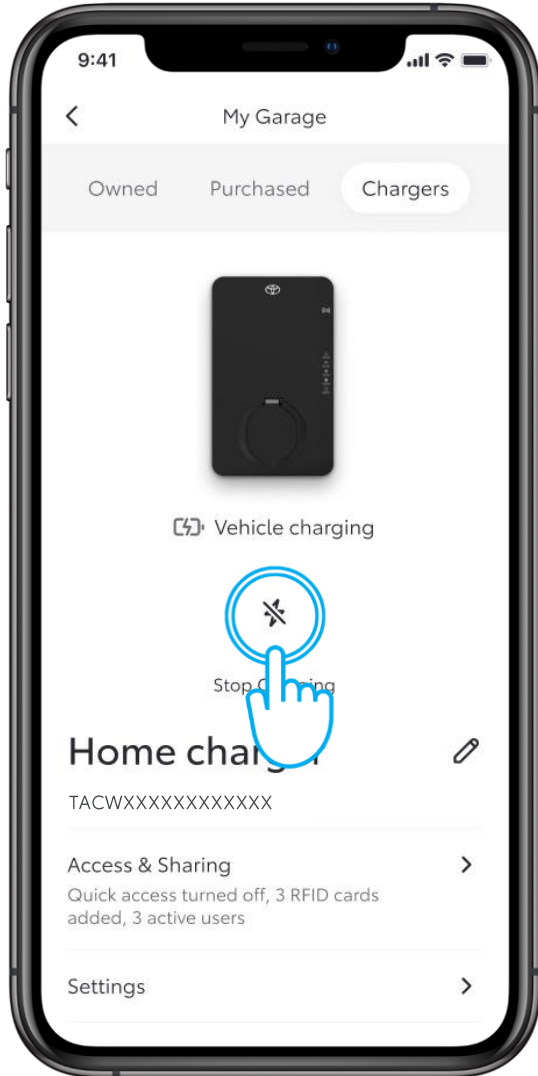 9:41
My Garage
Owned Purchased Chargers
Vehicle charging
Stop
Home
TACWXXXXXXXXXXXX
Access & Sharing
Quick access turned off, 3 RFID cards
added, 3 active users
Settings